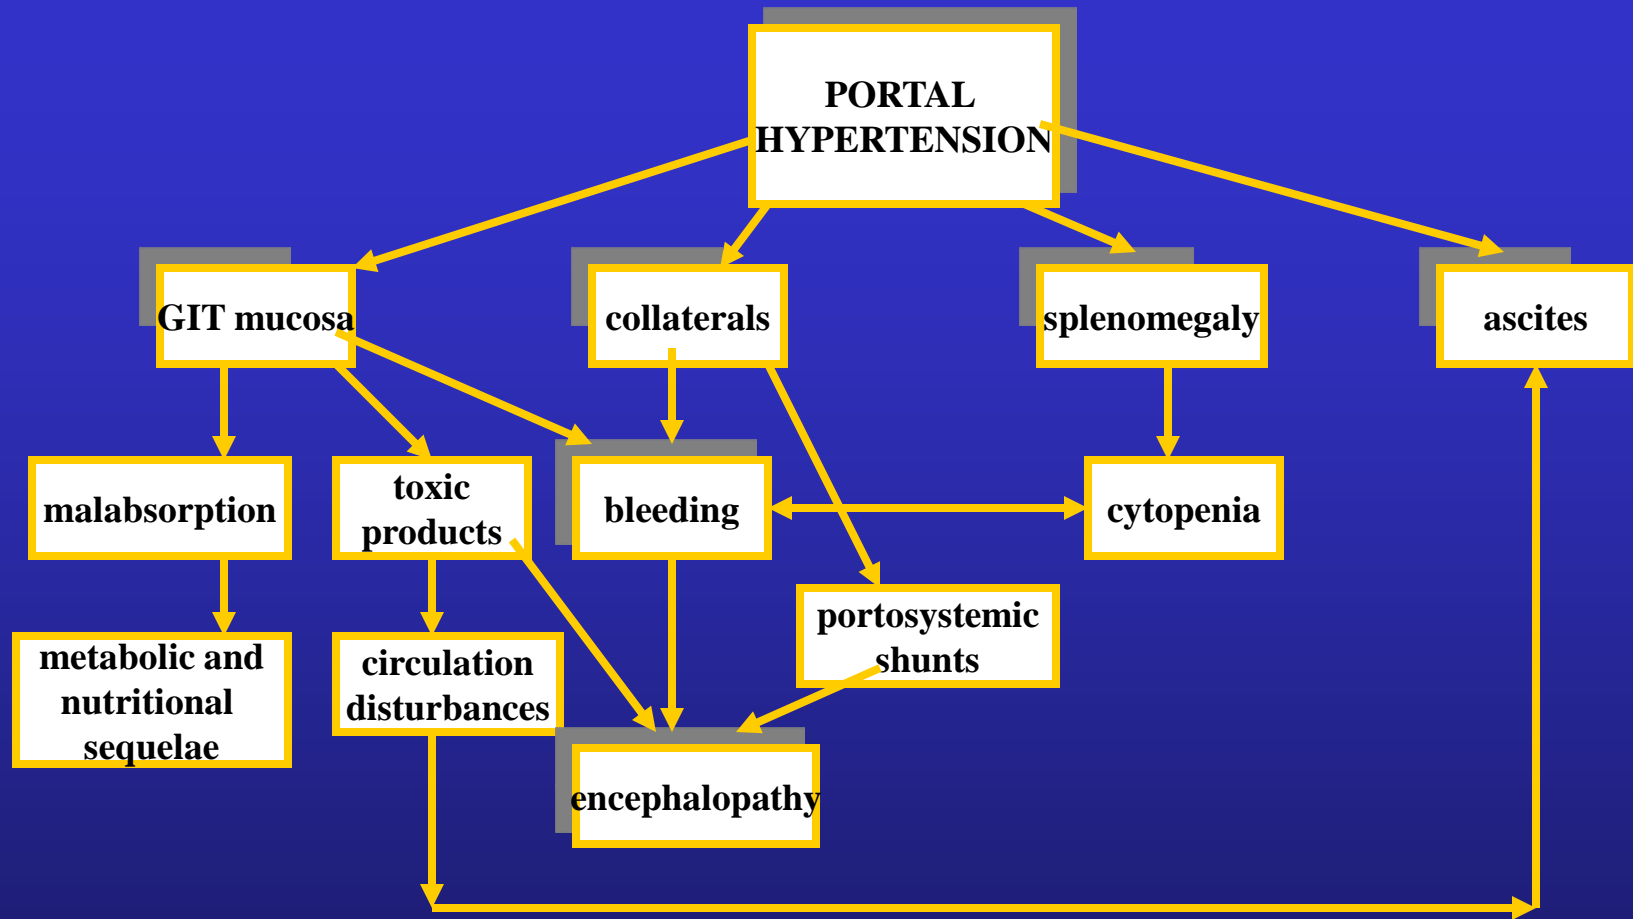 PORTAL
HYPERTENSION
GIT mucosa
collaterals
splenomegaly
ascites
malabsorption
toxic
products
bleeding
cytopenia
portosystemic
shunts
metabolic and
nutritional
sequelae
circulation
disturbances
encephalopathy